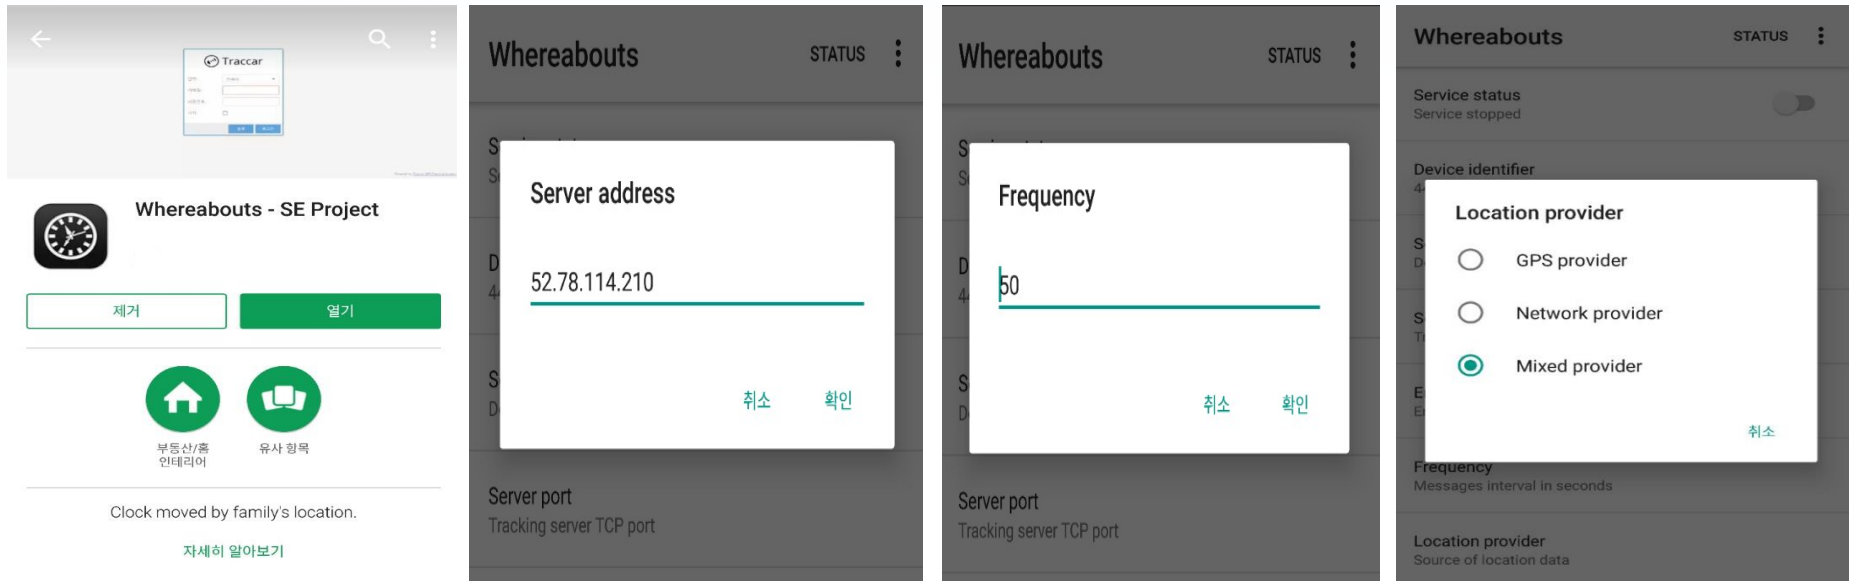 Traccar
Whereabouts - SE Project
제거
열기
부동산/홈
인테리어
유사 항목
Clock moved by family's location.
자세히 알아보기
Whereabouts
STATUS
Server address
52.78.114.210
취소
확인
Server port
Tracking server TCP port
Whereabouts
STATUS
Frequency
50
취소
확인
Server port
Tracking server TCP port
Whereabouts
STATUS
Service status
Service stopped
Device identifier
Location provider
GPS provider
Network provider
Mixed provider
취소
Frequency
Messages interval in seconds
Location provider
Source of location data